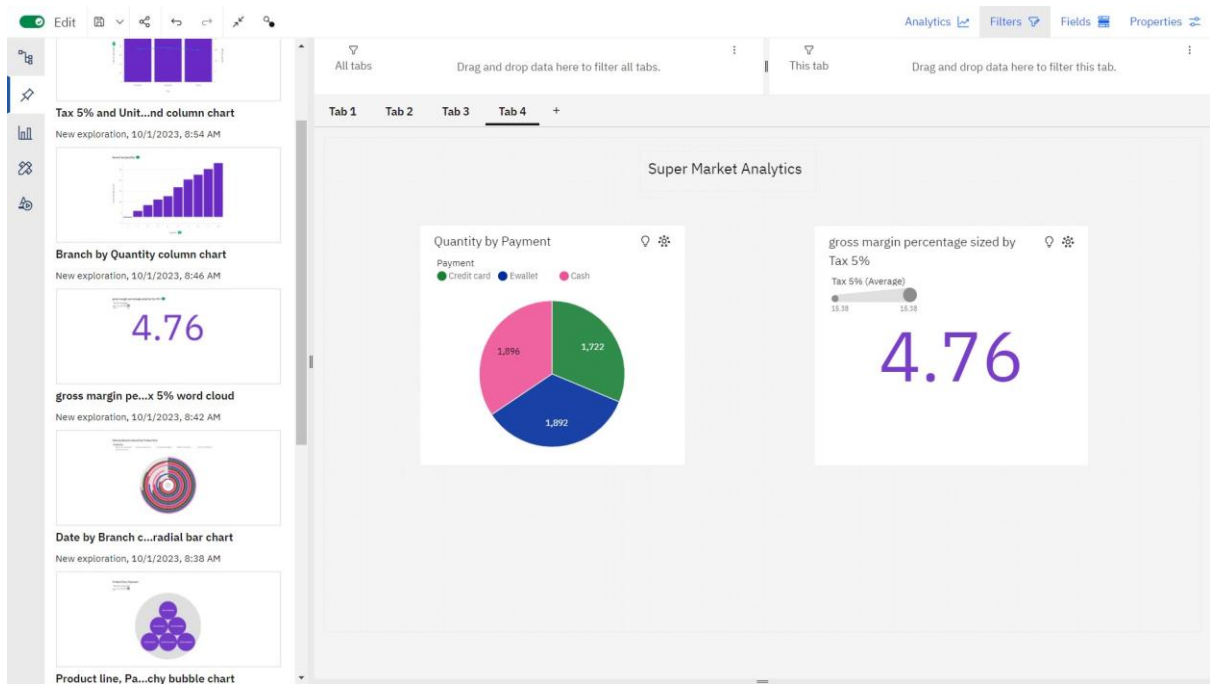 Edit
Analytics
Filters
Fields
Properties
All tabs
Drag and drop data here to filter all tabs.
This tab
Drag and drop data here to filter this tab.
Tab 1
Tab 2
Tab 3
Tab 4
+
Tax 5% and Unit...nd column chart
New exploration, 10/1/2023, 8:54 AM
Branch by Quantity column chart
New exploration, 10/1/2023, 8:46 AM
4.76
gross margin pe...x 5% word cloud
New exploration, 10/1/2023, 8:42 AM
Date by Branch c...radial bar chart
New exploration, 10/1/2023, 8:38 AM
Product line, Pa...chy bubble chart
Super Market Analytics
Quantity by Payment
Payment
Credit card
Ewallet
Cash
1,896
1,722
1,892
gross margin percentage sized by
Tax 5%
Tax 5% (Average)
15.38
15.38
4.76